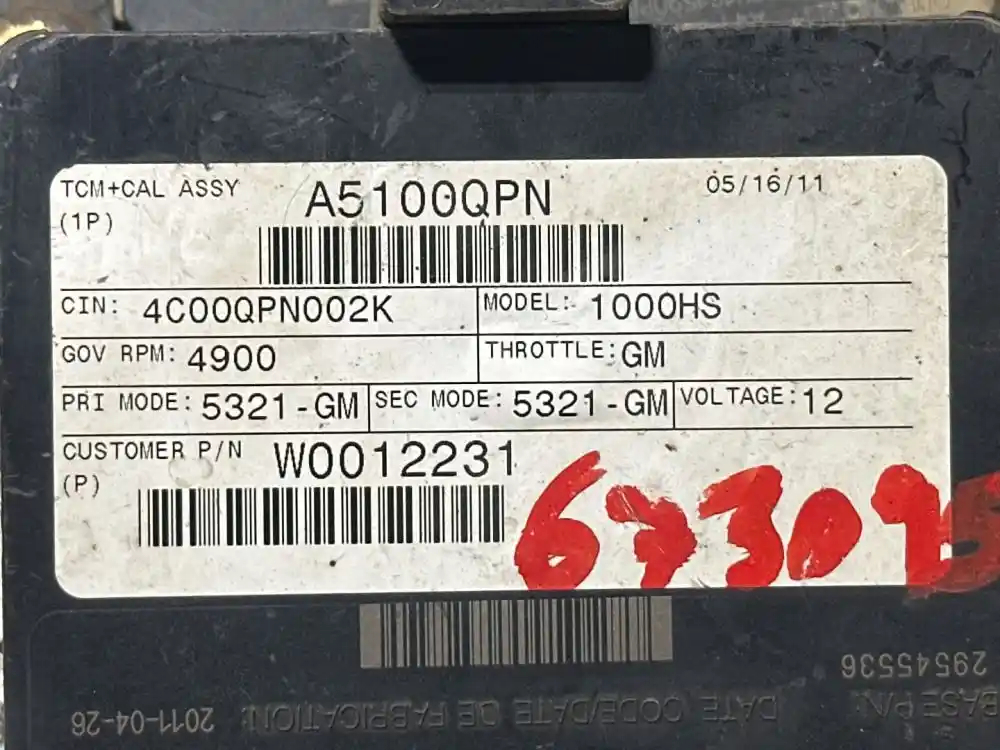 TCM+CAL ASSY A5100QPN 05/16/11
(1P)
CIN: 4C00QPN002K MODEL: 1000HS
GOV RPM: 4900 THROTTLE: GM
PRI MODE: 5321-GM SEC MODE: 5321-GM VOLTAGE: 12
CUSTOMER P/N W0012231
(P)
673095
BASE P/N: 29545536
DATE CODE/DATE DE FABRICATION: 2011-04-26